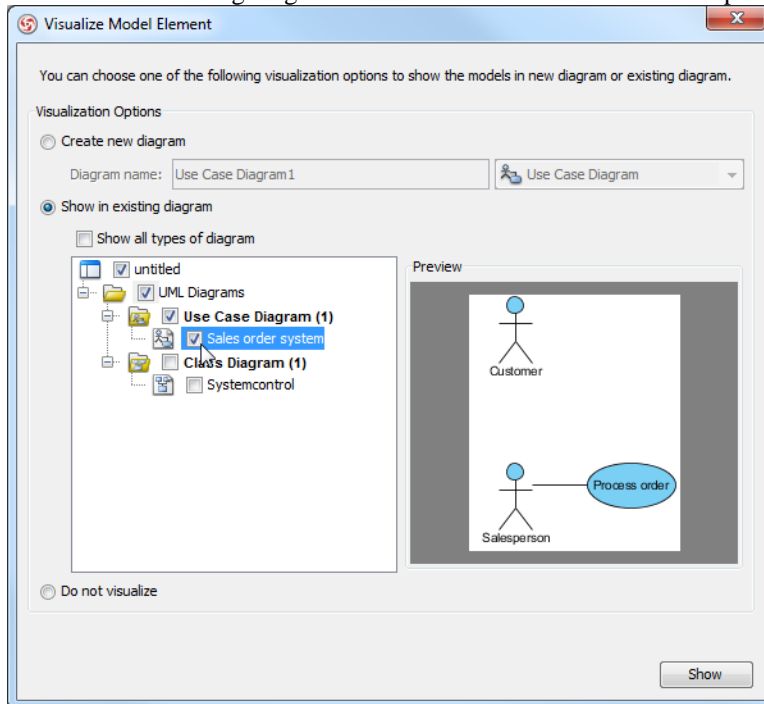 Visualize Model Element
You can choose one of the following visualization options to show the models in new diagram or existing diagram.
Visualization Options
Create new diagram
Diagram name: Use Case Diagram1 Use Case Diagram
Show in existing diagram
Show all types of diagram
untitled
UML Diagrams
Use Case Diagram (1)
Sales order system
Class Diagram (1)
Systemcontrol
Preview
Customer
Process order
Salesperson
Do not visualize
Show